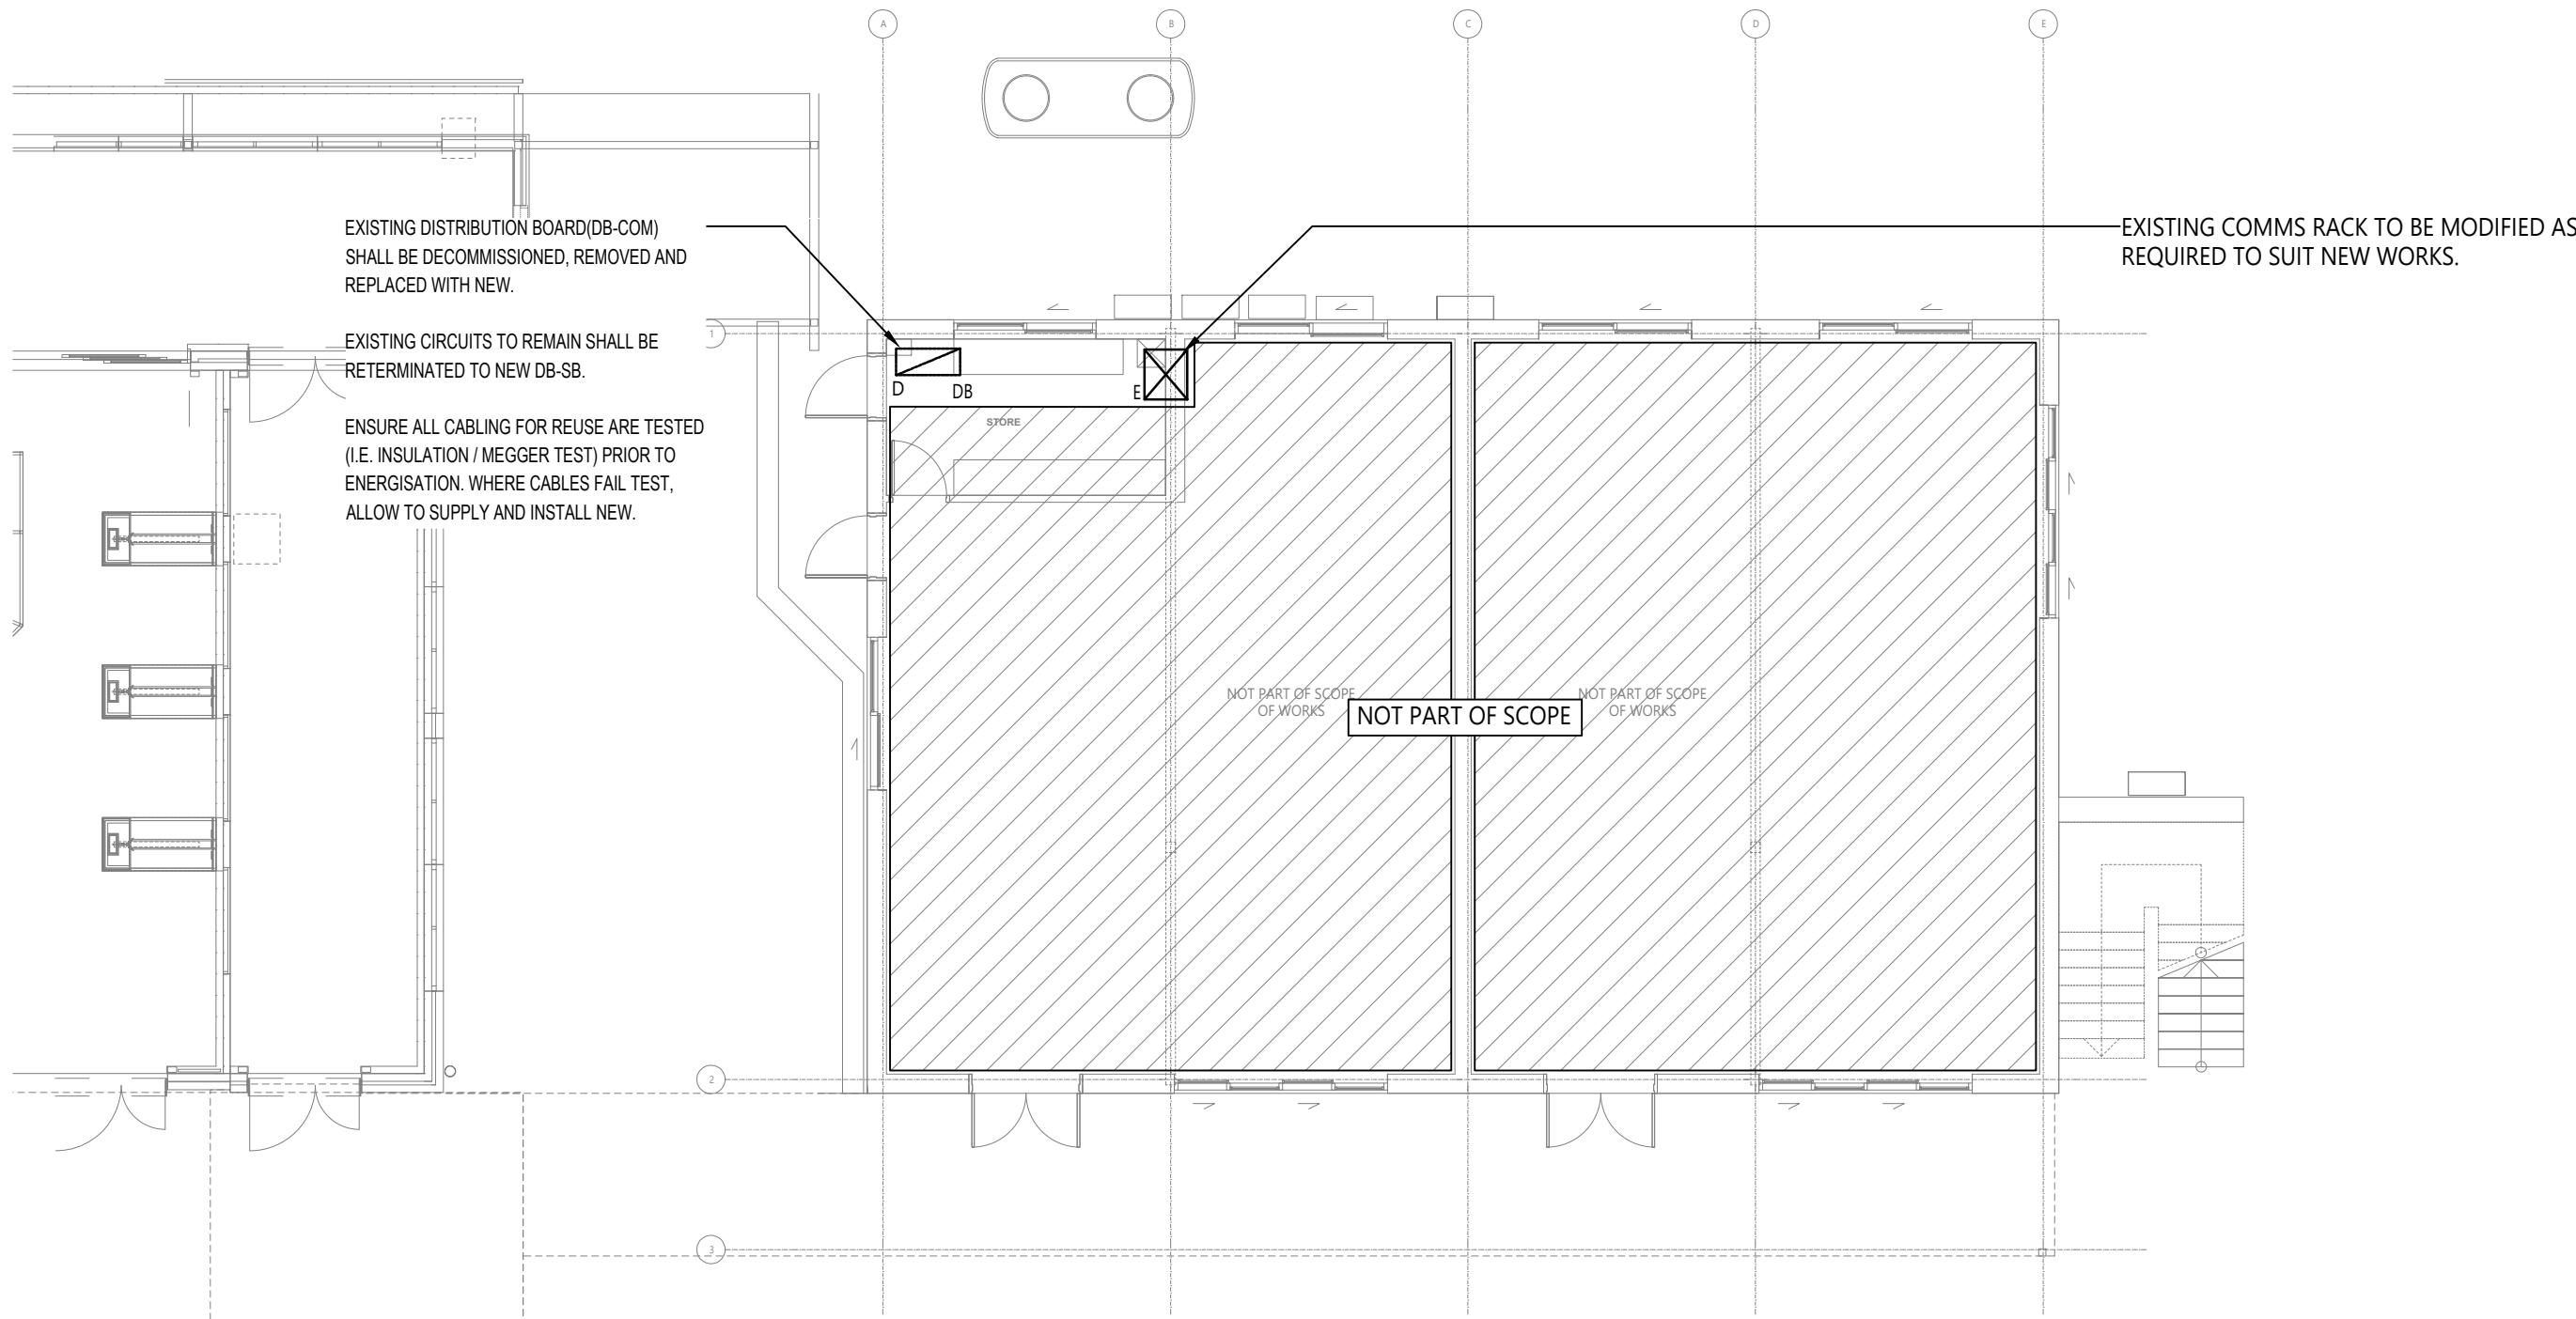 A
B
C
D
E
EXISTING DISTRIBUTION BOARD(DB-COM)
SHALL BE DECOMMISSIONED, REMOVED AND
REPLACED WITH NEW.
EXISTING CIRCUITS TO REMAIN SHALL BE
RETERMINATED TO NEW DB-SB.
ENSURE ALL CABLING FOR REUSE ARE TESTED
(I.E. INSULATION / MEGGER TEST) PRIOR TO
ENERGISATION. WHERE CABLES FAIL TEST,
ALLOW TO SUPPLY AND INSTALL NEW.
EXISTING COMMS RACK TO BE MODIFIED AS
REQUIRED TO SUIT NEW WORKS.
1
D
DB
E
STORE
NOT PART OF SCOPE
OF WORKS
NOT PART OF SCOPE
NOT PART OF SCOPE
OF WORKS
2
3